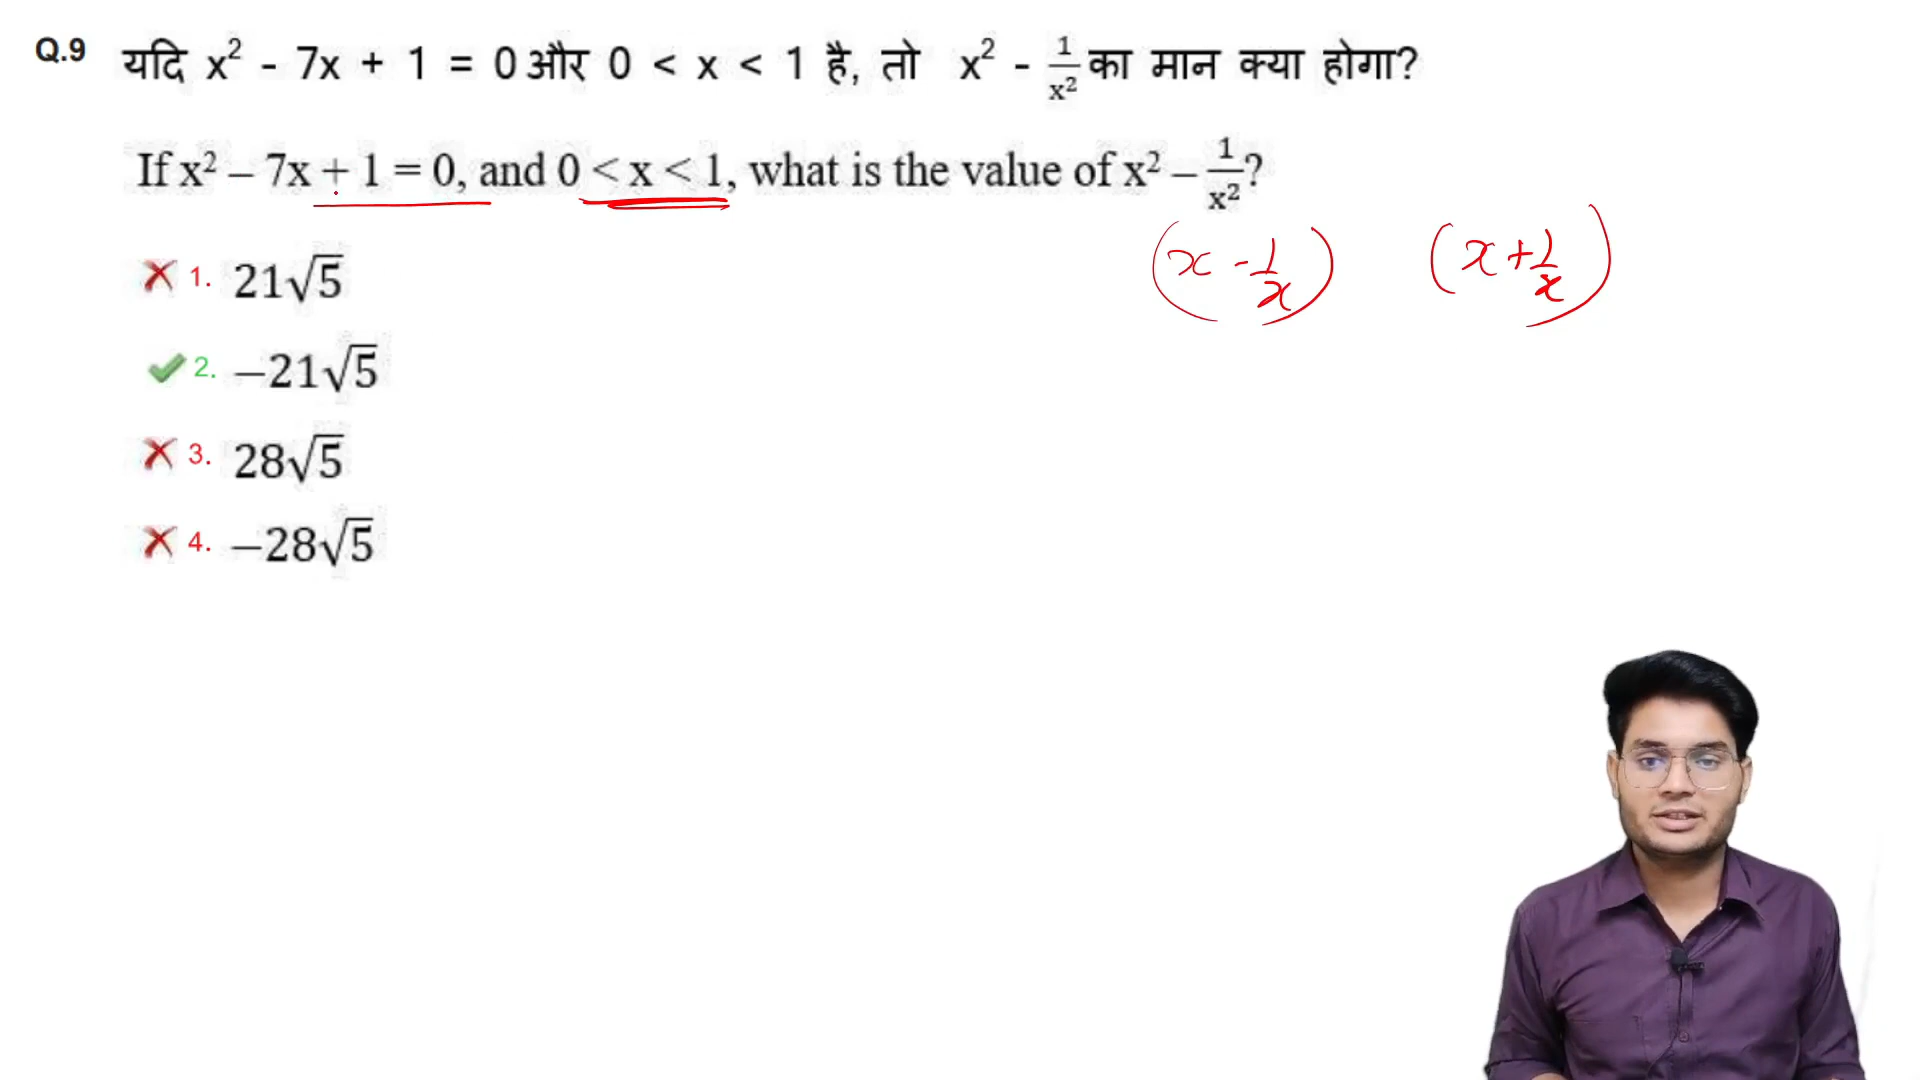 Q.9 यदि x² - 7x + 1 = 0 और 0 < x < 1 है, तो x² - 1/x² का मान क्या होगा?
If x² – 7x + 1 = 0, and 0 < x < 1, what is the value of x² – 1/x²?
(x - 1/x) (x + 1/x)
1. 21√5
2. −21√5
3. 28√5
4. −28√5